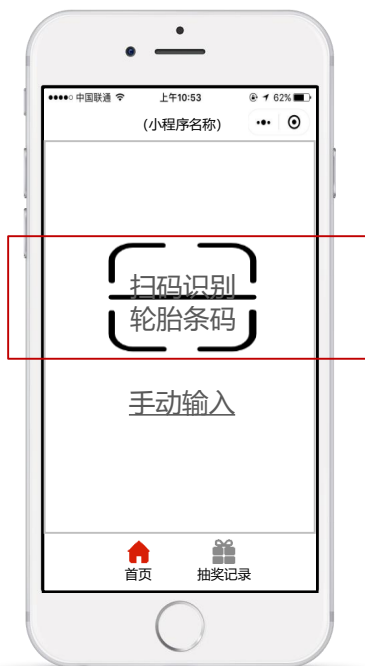 中国联通 上午10:53 62%
(小程序名称)
扫码识别
轮胎条码
手动输入
首页 抽奖记录